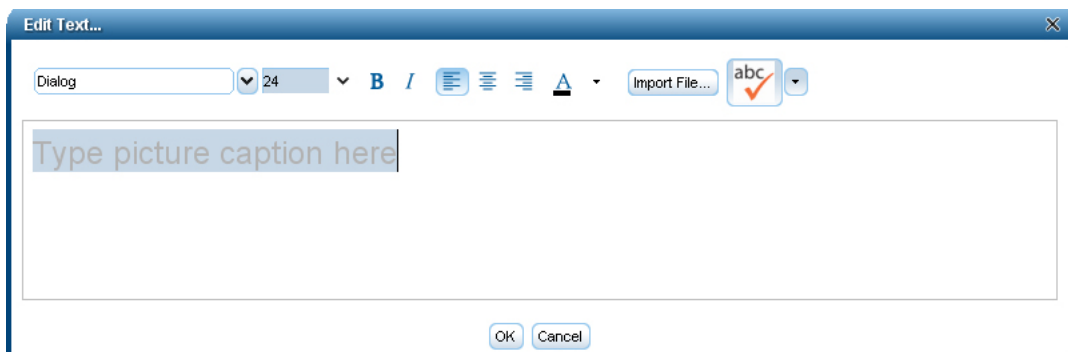 Edit Text...
Dialog 24 B I A Import File... abc
Type picture caption here
OK Cancel